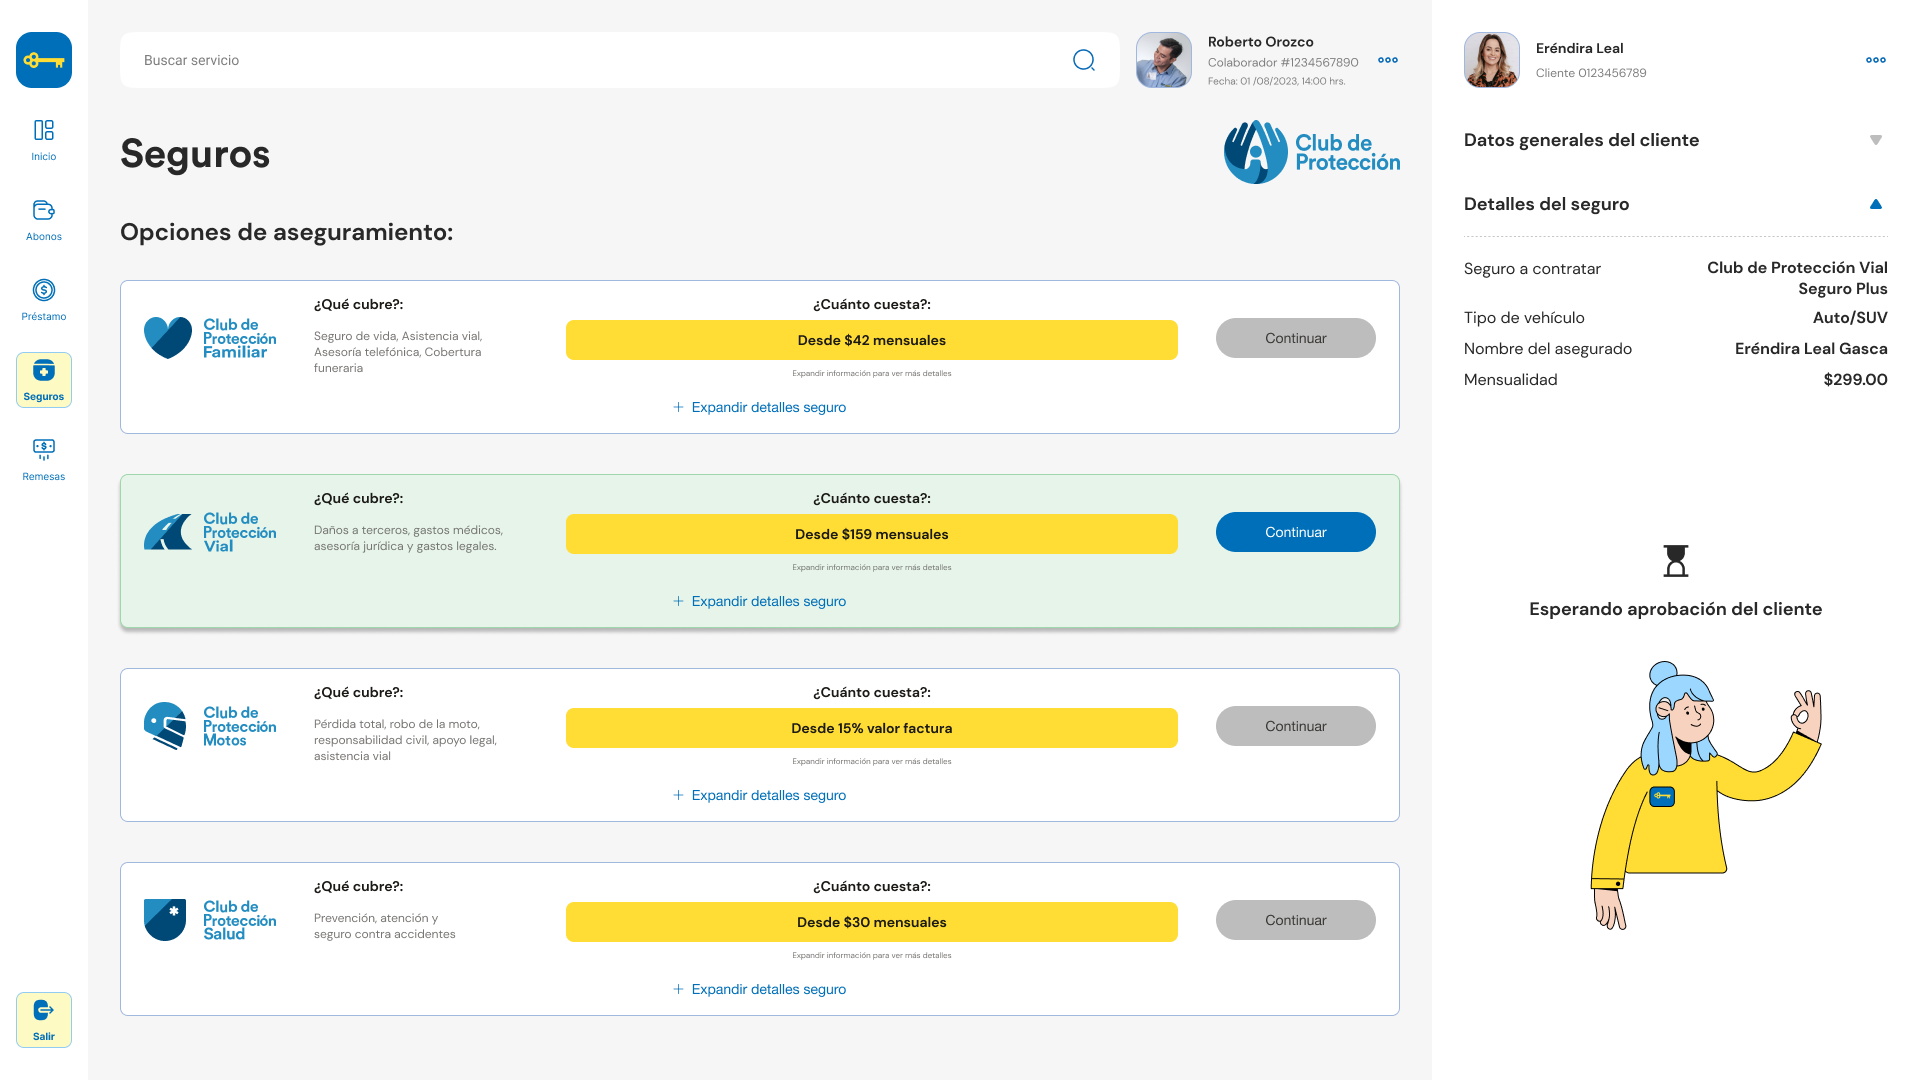 Inicio
Abonos
Préstamo
Seguros
Remesas
Salir
Buscar servicio
Roberto Orozco
Colaborador #1234567890
Fecha: 01 /08/2023, 14:00 hrs.
Seguros
Club de
Protección
Opciones de aseguramiento:
Club de
Protección
Familiar
¿Qué cubre?:
Seguro de vida, Asistencia vial,
Asesoría telefónica, Cobertura
funeraria
¿Cuánto cuesta?:
Desde $42 mensuales
Expandir información para ver más detalles
Continuar
+ Expandir detalles seguro
Club de
Protección
Vial
¿Qué cubre?:
Daños a terceros, gastos médicos,
asesoría jurídica y gastos legales.
¿Cuánto cuesta?:
Desde $159 mensuales
Expandir información para ver más detalles
Continuar
+ Expandir detalles seguro
Club de
Protección
Motos
¿Qué cubre?:
Pérdida total, robo de la moto,
responsabilidad civil, apoyo legal,
asistencia vial
¿Cuánto cuesta?:
Desde 15% valor factura
Expandir información para ver más detalles
Continuar
+ Expandir detalles seguro
Club de
Protección
Salud
¿Qué cubre?:
Prevención, atención y
seguro contra accidentes
¿Cuánto cuesta?:
Desde $30 mensuales
Expandir información para ver más detalles
Continuar
+ Expandir detalles seguro
Eréndira Leal
Cliente 0123456789
Datos generales del cliente
Detalles del seguro
Seguro a contratar Club de Protección Vial
Seguro Plus
Tipo de vehículo Auto/SUV
Nombre del asegurado Eréndira Leal Gasca
Mensualidad $299.00
Esperando aprobación del cliente